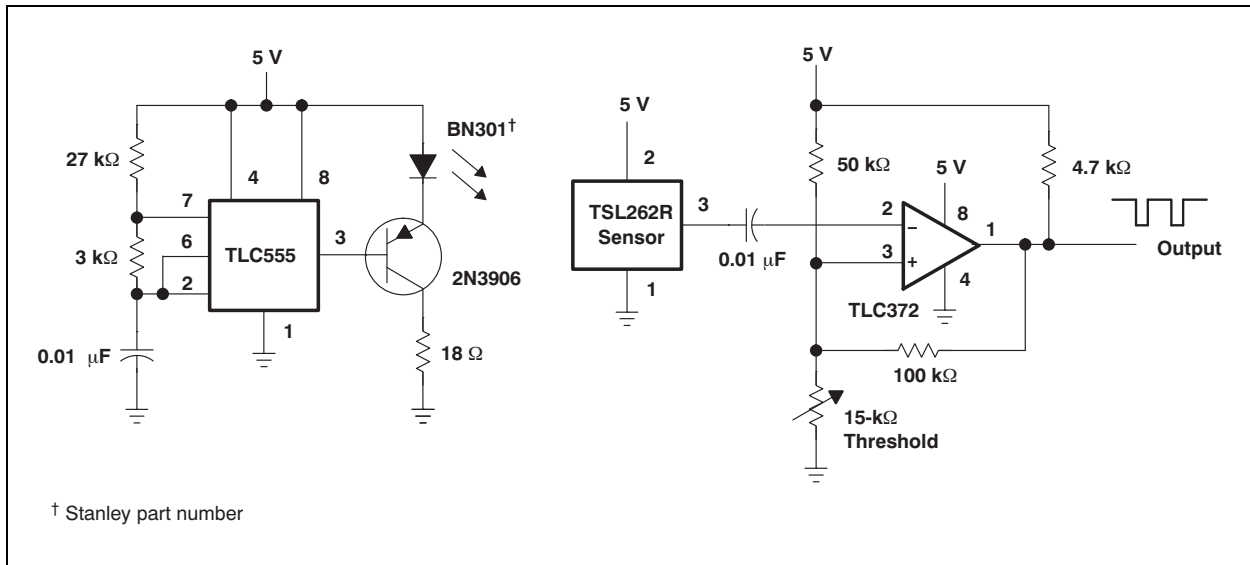 5 V
27 kΩ
3 kΩ
0.01 μF
7
6
2
4
8
TLC555
3
1
BN301†
2N3906
18 Ω
5 V
2
TSL262R
Sensor
3
1
0.01 μF
5 V
50 kΩ
4.7 kΩ
5 V
2
8
−
1
3
+
4
TLC372
Output
100 kΩ
15-kΩ
Threshold
† Stanley part number